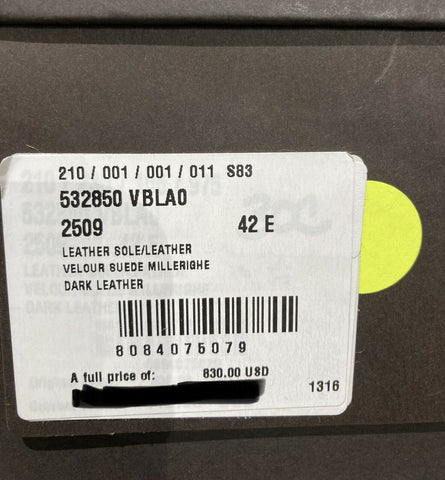 210 / 001 / 001 / 011 S83
532850 VBLA0
2509 42 E
LEATHER SOLE/LEATHER
VELOUR SUEDE MILLERIGHE
DARK LEATHER
8084075079
A full price of: 830.00 USD
1316